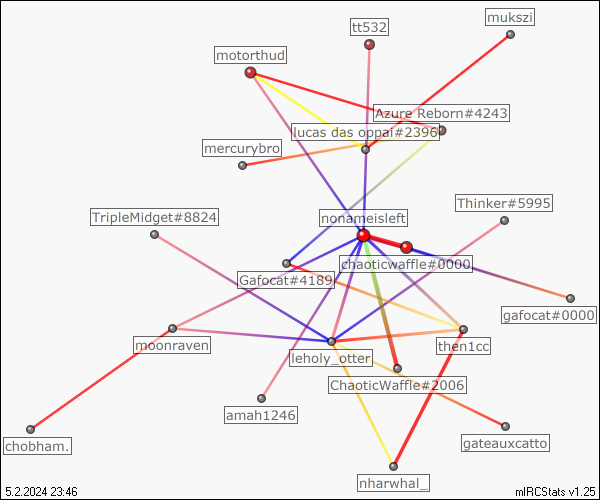 mukszi
tt532
motorthud
Azure Reborn#4243
lucas das oppai#2396
mercurybro
Thinker#5995
TripleMidget#8824
nonameisleft
chaoticwaffle#0000
Gafocat#4189
gafocat#0000
moonraven
then1cc
leholy_otter
ChaoticWaffle#2006
amah1246
gateauxcatto
chobham.
nharwhal_
5.2.2024 23:46
mIRCStats v1.25